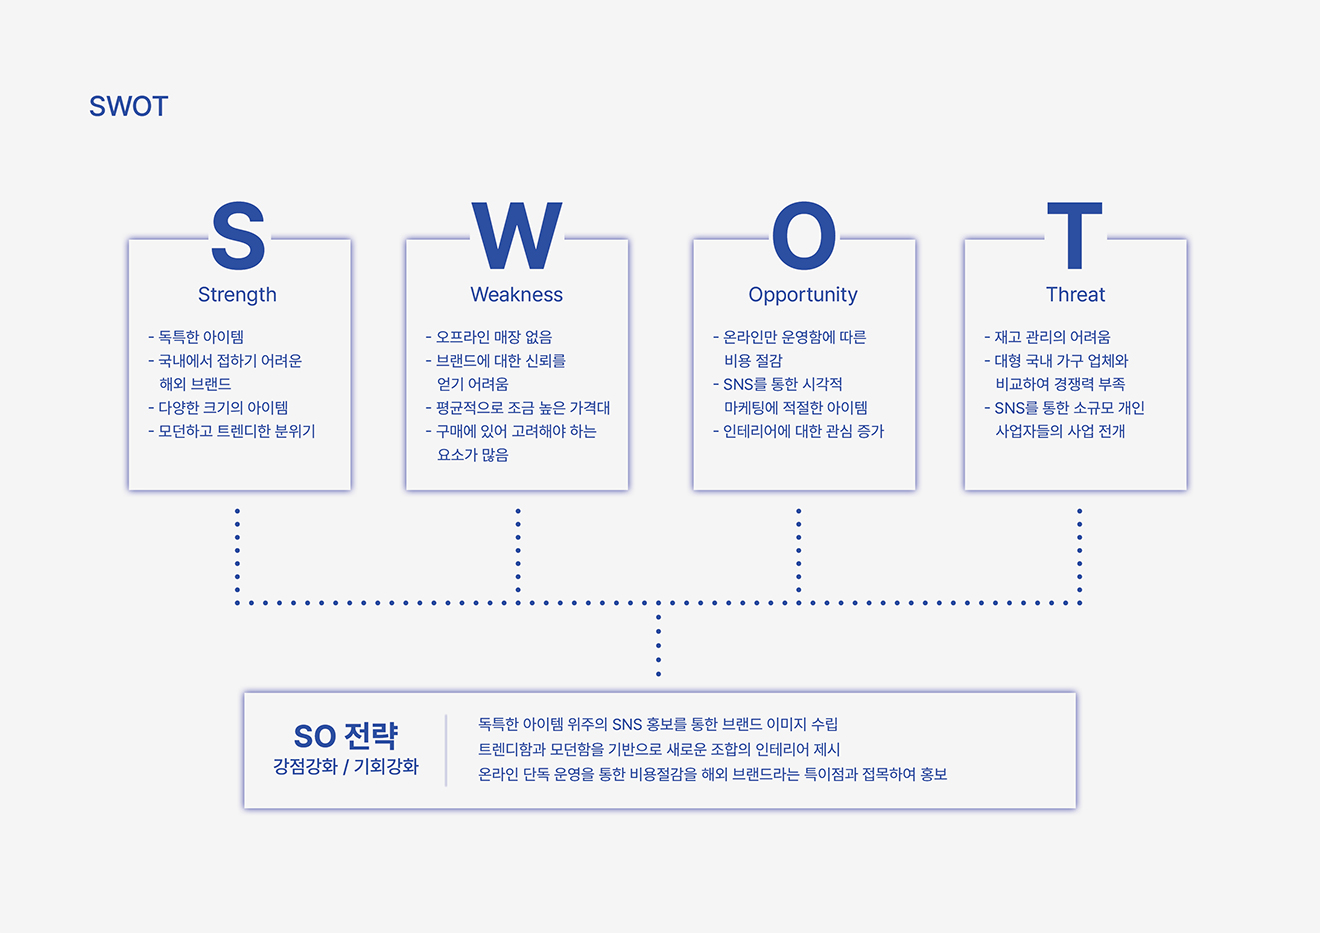 SWOT
S
Strength
- 독특한 아이템
- 국내에서 접하기 어려운
해외 브랜드
- 다양한 크기의 아이템
- 모던하고 트렌디한 분위기
W
Weakness
- 오프라인 매장 없음
- 브랜드에 대한 신뢰를
얻기 어려움
- 평균적으로 조금 높은 가격대
- 구매에 있어 고려해야 하는
요소가 많음
O
Opportunity
- 온라인만 운영함에 따른
비용 절감
- SNS를 통한 시각적
마케팅에 적절한 아이템
- 인테리어에 대한 관심 증가
T
Threat
- 재고 관리의 어려움
- 대형 국내 가구 업체와
비교하여 경쟁력 부족
- SNS를 통한 소규모 개인
사업자들의 사업 전개
SO 전략
강점강화 / 기회강화
독특한 아이템 위주의 SNS 홍보를 통한 브랜드 이미지 수립
트렌디함과 모던함을 기반으로 새로운 조합의 인테리어 제시
온라인 단독 운영을 통한 비용절감을 해외 브랜드라는 특이점과 접목하여 홍보